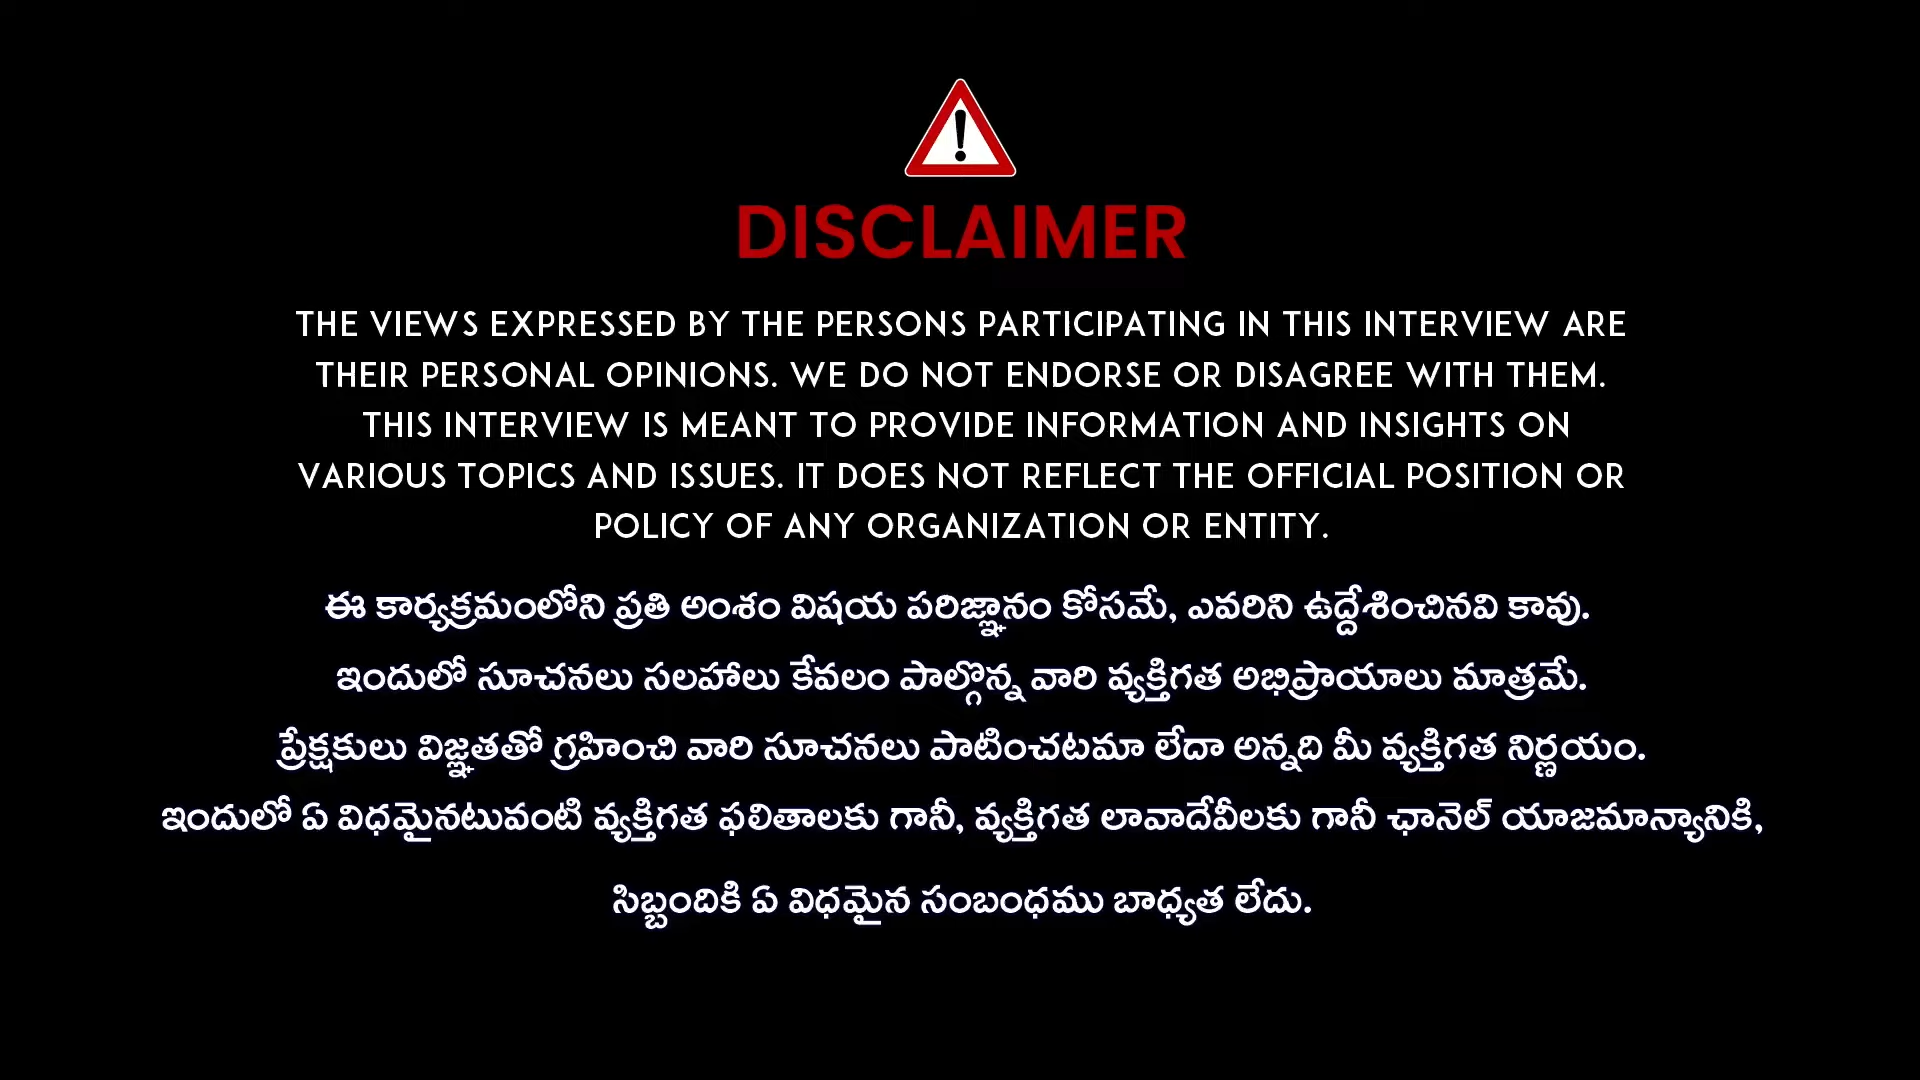 DISCLAIMER
THE VIEWS EXPRESSED BY THE PERSONS PARTICIPATING IN THIS INTERVIEW ARE
THEIR PERSONAL OPINIONS. WE DO NOT ENDORSE OR DISAGREE WITH THEM.
THIS INTERVIEW IS MEANT TO PROVIDE INFORMATION AND INSIGHTS ON
VARIOUS TOPICS AND ISSUES. IT DOES NOT REFLECT THE OFFICIAL POSITION OR
POLICY OF ANY ORGANIZATION OR ENTITY.
ఈ కార్యక్రమంలోని ప్రతి అంశం విషయ పరిజ్ఞానం కోసమే, ఎవరిని ఉద్దేశించినవి కావు.
ఇందులో సూచనలు సలహాలు కేవలం పాల్గొన్న వారి వ్యక్తిగత అభిప్రాయాలు మాత్రమే.
ప్రేక్షకులు విజ్ఞతతో గ్రహించి వారి సూచనలు పాటించటమా లేదా అన్నది మీ వ్యక్తిగత నిర్ణయం.
ఇందులో ఏ విధమైనటువంటి వ్యక్తిగత ఫలితాలకు గానీ, వ్యక్తిగత లావాదేవీలకు గానీ ఛానెల్ యాజమాన్యానికి,
సిబ్బందికి ఏ విధమైన సంబంధము బాధ్యత లేదు.